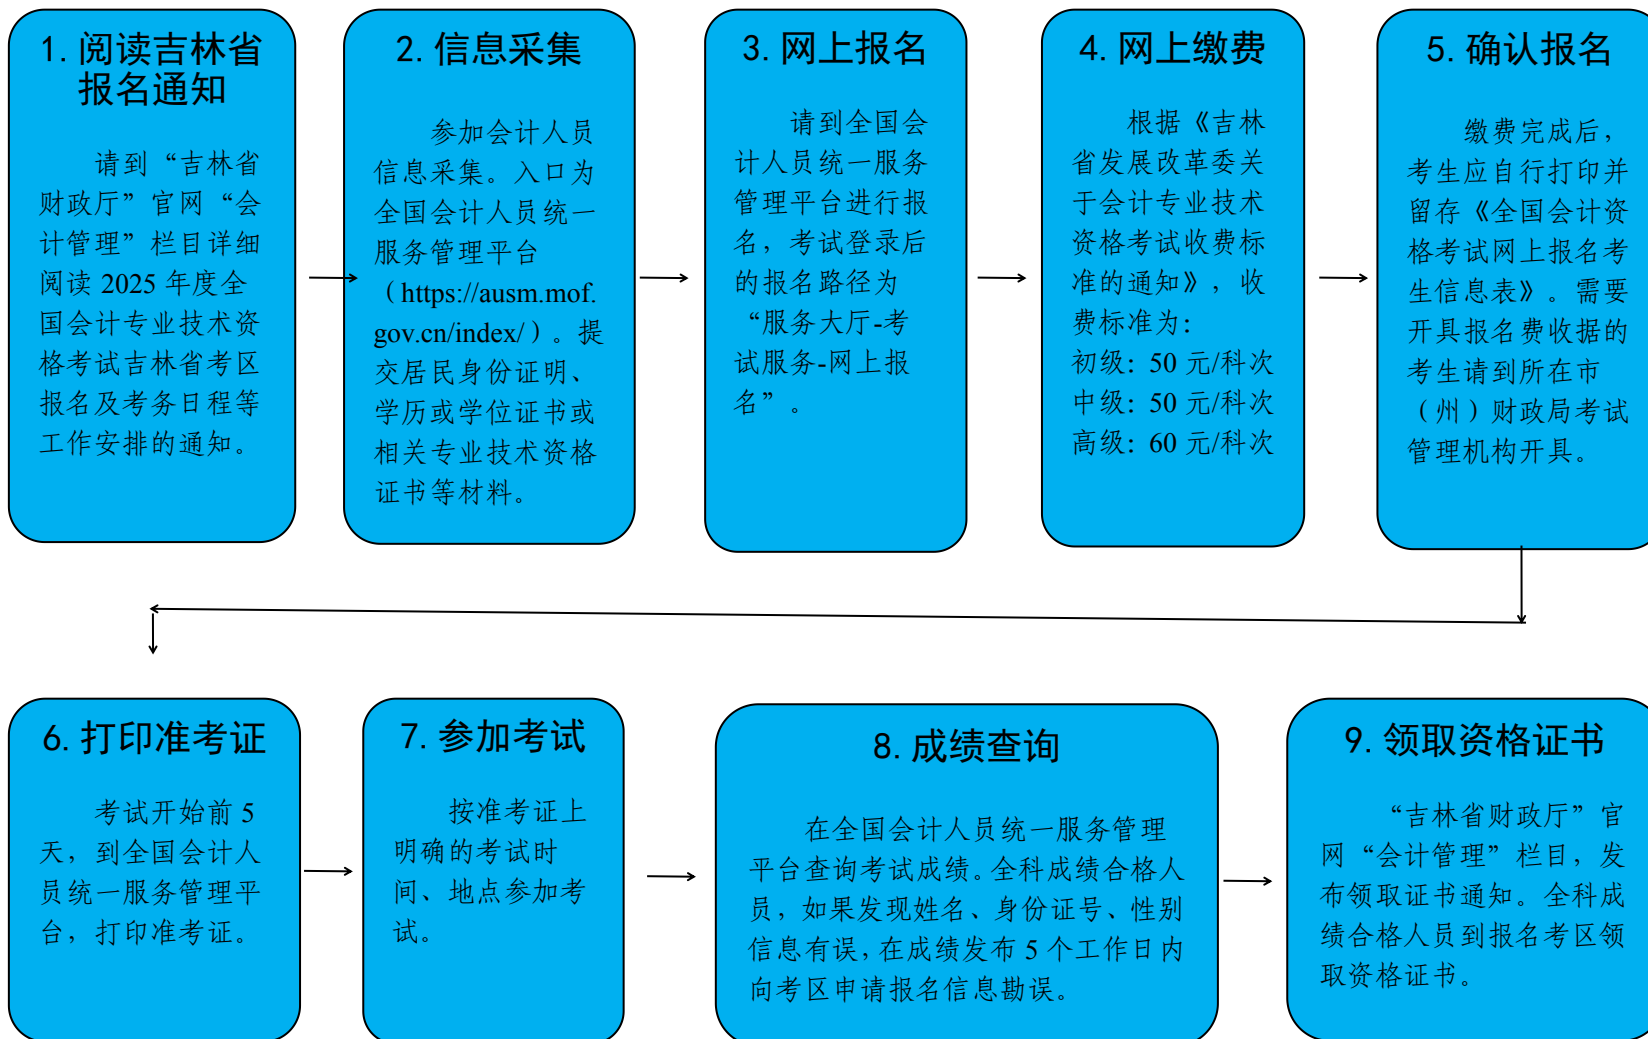 1.阅读吉林省
报名通知
请到“吉林省
财政厅”官网“会
计管理”栏目详细
阅读 2025 年度全
国会计专业技术资
格考试吉林省考区
报名及考务日程等
工作安排的通知。
2.信息采集
参加会计人员
信息采集。入口为
全国会计人员统一
服务管理平台
（https://ausm.mof.
gov.cn/index/）。提
交居民身份证明、
学历或学位证书或
相关专业技术资格
证书等材料。
3.网上报名
请到全国会
计人员统一服务
管理平台进行报
名，考试登录后
的报名路径为
“服务大厅-考
试服务-网上报
名”。
4.网上缴费
根据《吉林
省发展改革委关
于会计专业技术
资格考试收费标
准的通知》，收
费标准为：
初级：50 元/科次
中级：50 元/科次
高级：60 元/科次
5.确认报名
缴费完成后，
考生应自行打印并
留存《全国会计资
格考试网上报名考
生信息表》。需要
开具报名费收据的
考生请到所在市
（州）财政局考试
管理机构开具。
6.打印准考证
考试开始前 5
天，到全国会计人
员统一服务管理平
台，打印准考证。
7.参加考试
按准考证上
明确的考试时
间、地点参加考
试。
8.成绩查询
在全国会计人员统一服务管理
平台查询考试成绩。全科成绩合格人
员，如果发现姓名、身份证号、性别
信息有误，在成绩发布 5 个工作日内
向考区申请报名信息勘误。
9.领取资格证书
“吉林省财政厅”官
网“会计管理”栏目，发
布领取证书通知。全科成
绩合格人员到报名考区领
取资格证书。